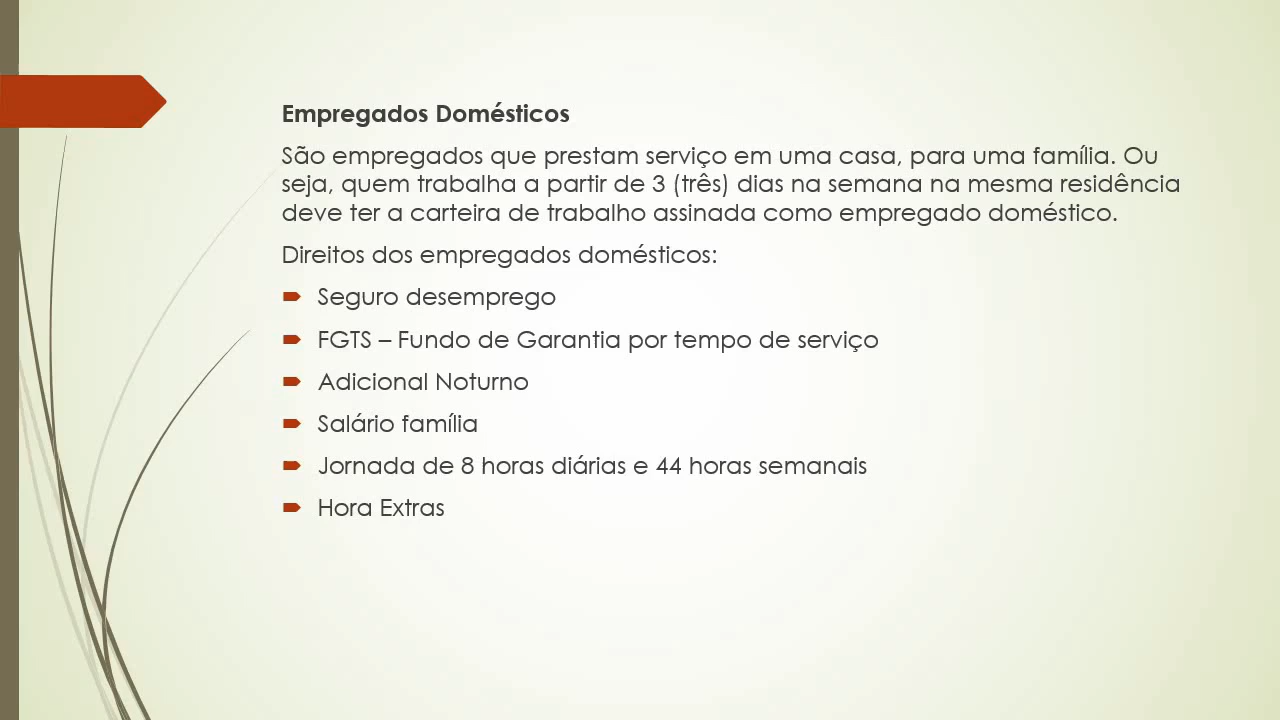 Empregados Domésticos
São empregados que prestam serviço em uma casa, para uma família. Ou
seja, quem trabalha a partir de 3 (três) dias na semana na mesma residência
deve ter a carteira de trabalho assinada como empregado doméstico.
Direitos dos empregados domésticos:
Seguro desemprego
FGTS – Fundo de Garantia por tempo de serviço
Adicional Noturno
Salário família
Jornada de 8 horas diárias e 44 horas semanais
Hora Extras